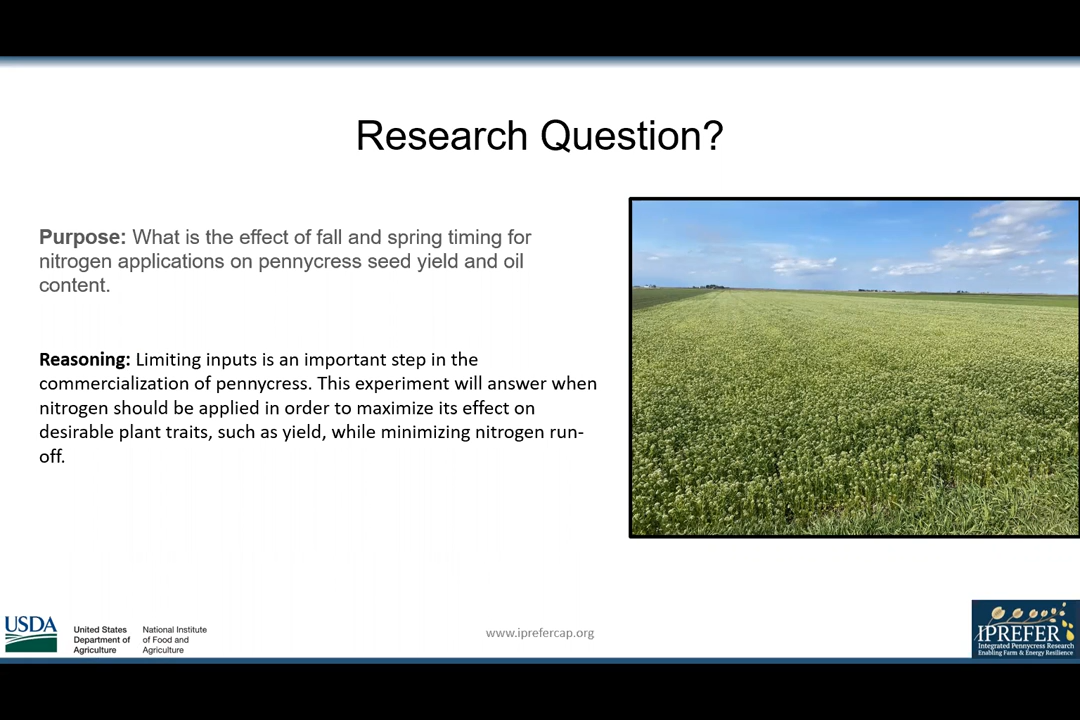 Research Question?
Purpose: What is the effect of fall and spring timing for
nitrogen applications on pennycress seed yield and oil
content.
Reasoning: Limiting inputs is an important step in the
commercialization of pennycress. This experiment will answer when
nitrogen should be applied in order to maximize its effect on
desirable plant traits, such as yield, while minimizing nitrogen run-
off.
USDA
United States
Department of
Agriculture
National Institute
of Food and
Agriculture
www.iprefercap.org
IPREFER
Integrated Pennycress Research
Enabling Farm & Energy Resilience